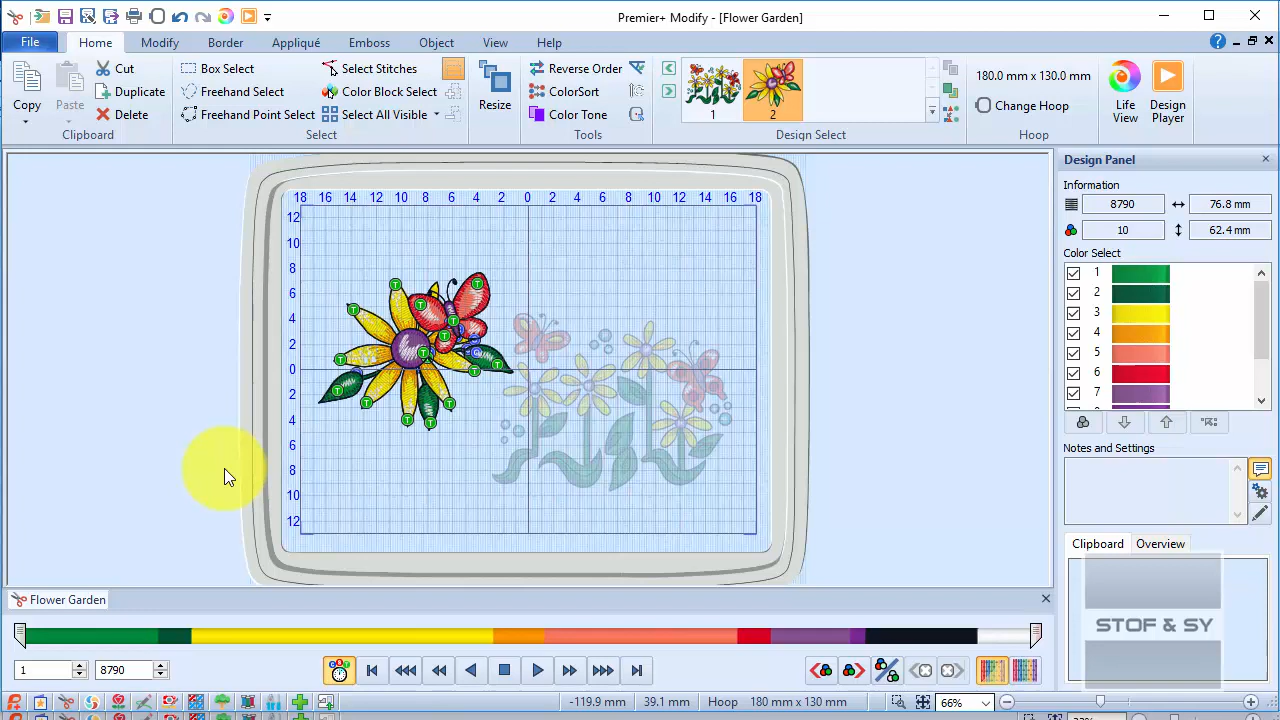 Premier+ Modify - [Flower Garden]
File Home Modify Border Appliqué Emboss Object View Help
Copy Paste Cut Duplicate Delete Clipboard
Box Select Freehand Select Freehand Point Select Select Stitches Color Block Select Select All Visible Select
Resize Reverse Order ColorSort Color Tone Tools
1 2 Design Select
180.0 mm x 130.0 mm Change Hoop Hoop
Life View Design Player
18 16 14 12 10 8 6 4 2 0 2 4 6 8 10 12 14 16 18
12
10
8
6
4
2
0
2
4
6
8
10
12
Design Panel
Information
8790 76.8 mm
10 62.4 mm
Color Select
1
2
3
4
5
6
7
Notes and Settings
Clipboard Overview
STOF & SY
Flower Garden
1 8790
-119.9 mm 39.1 mm Hoop 180 mm x 130 mm 66%